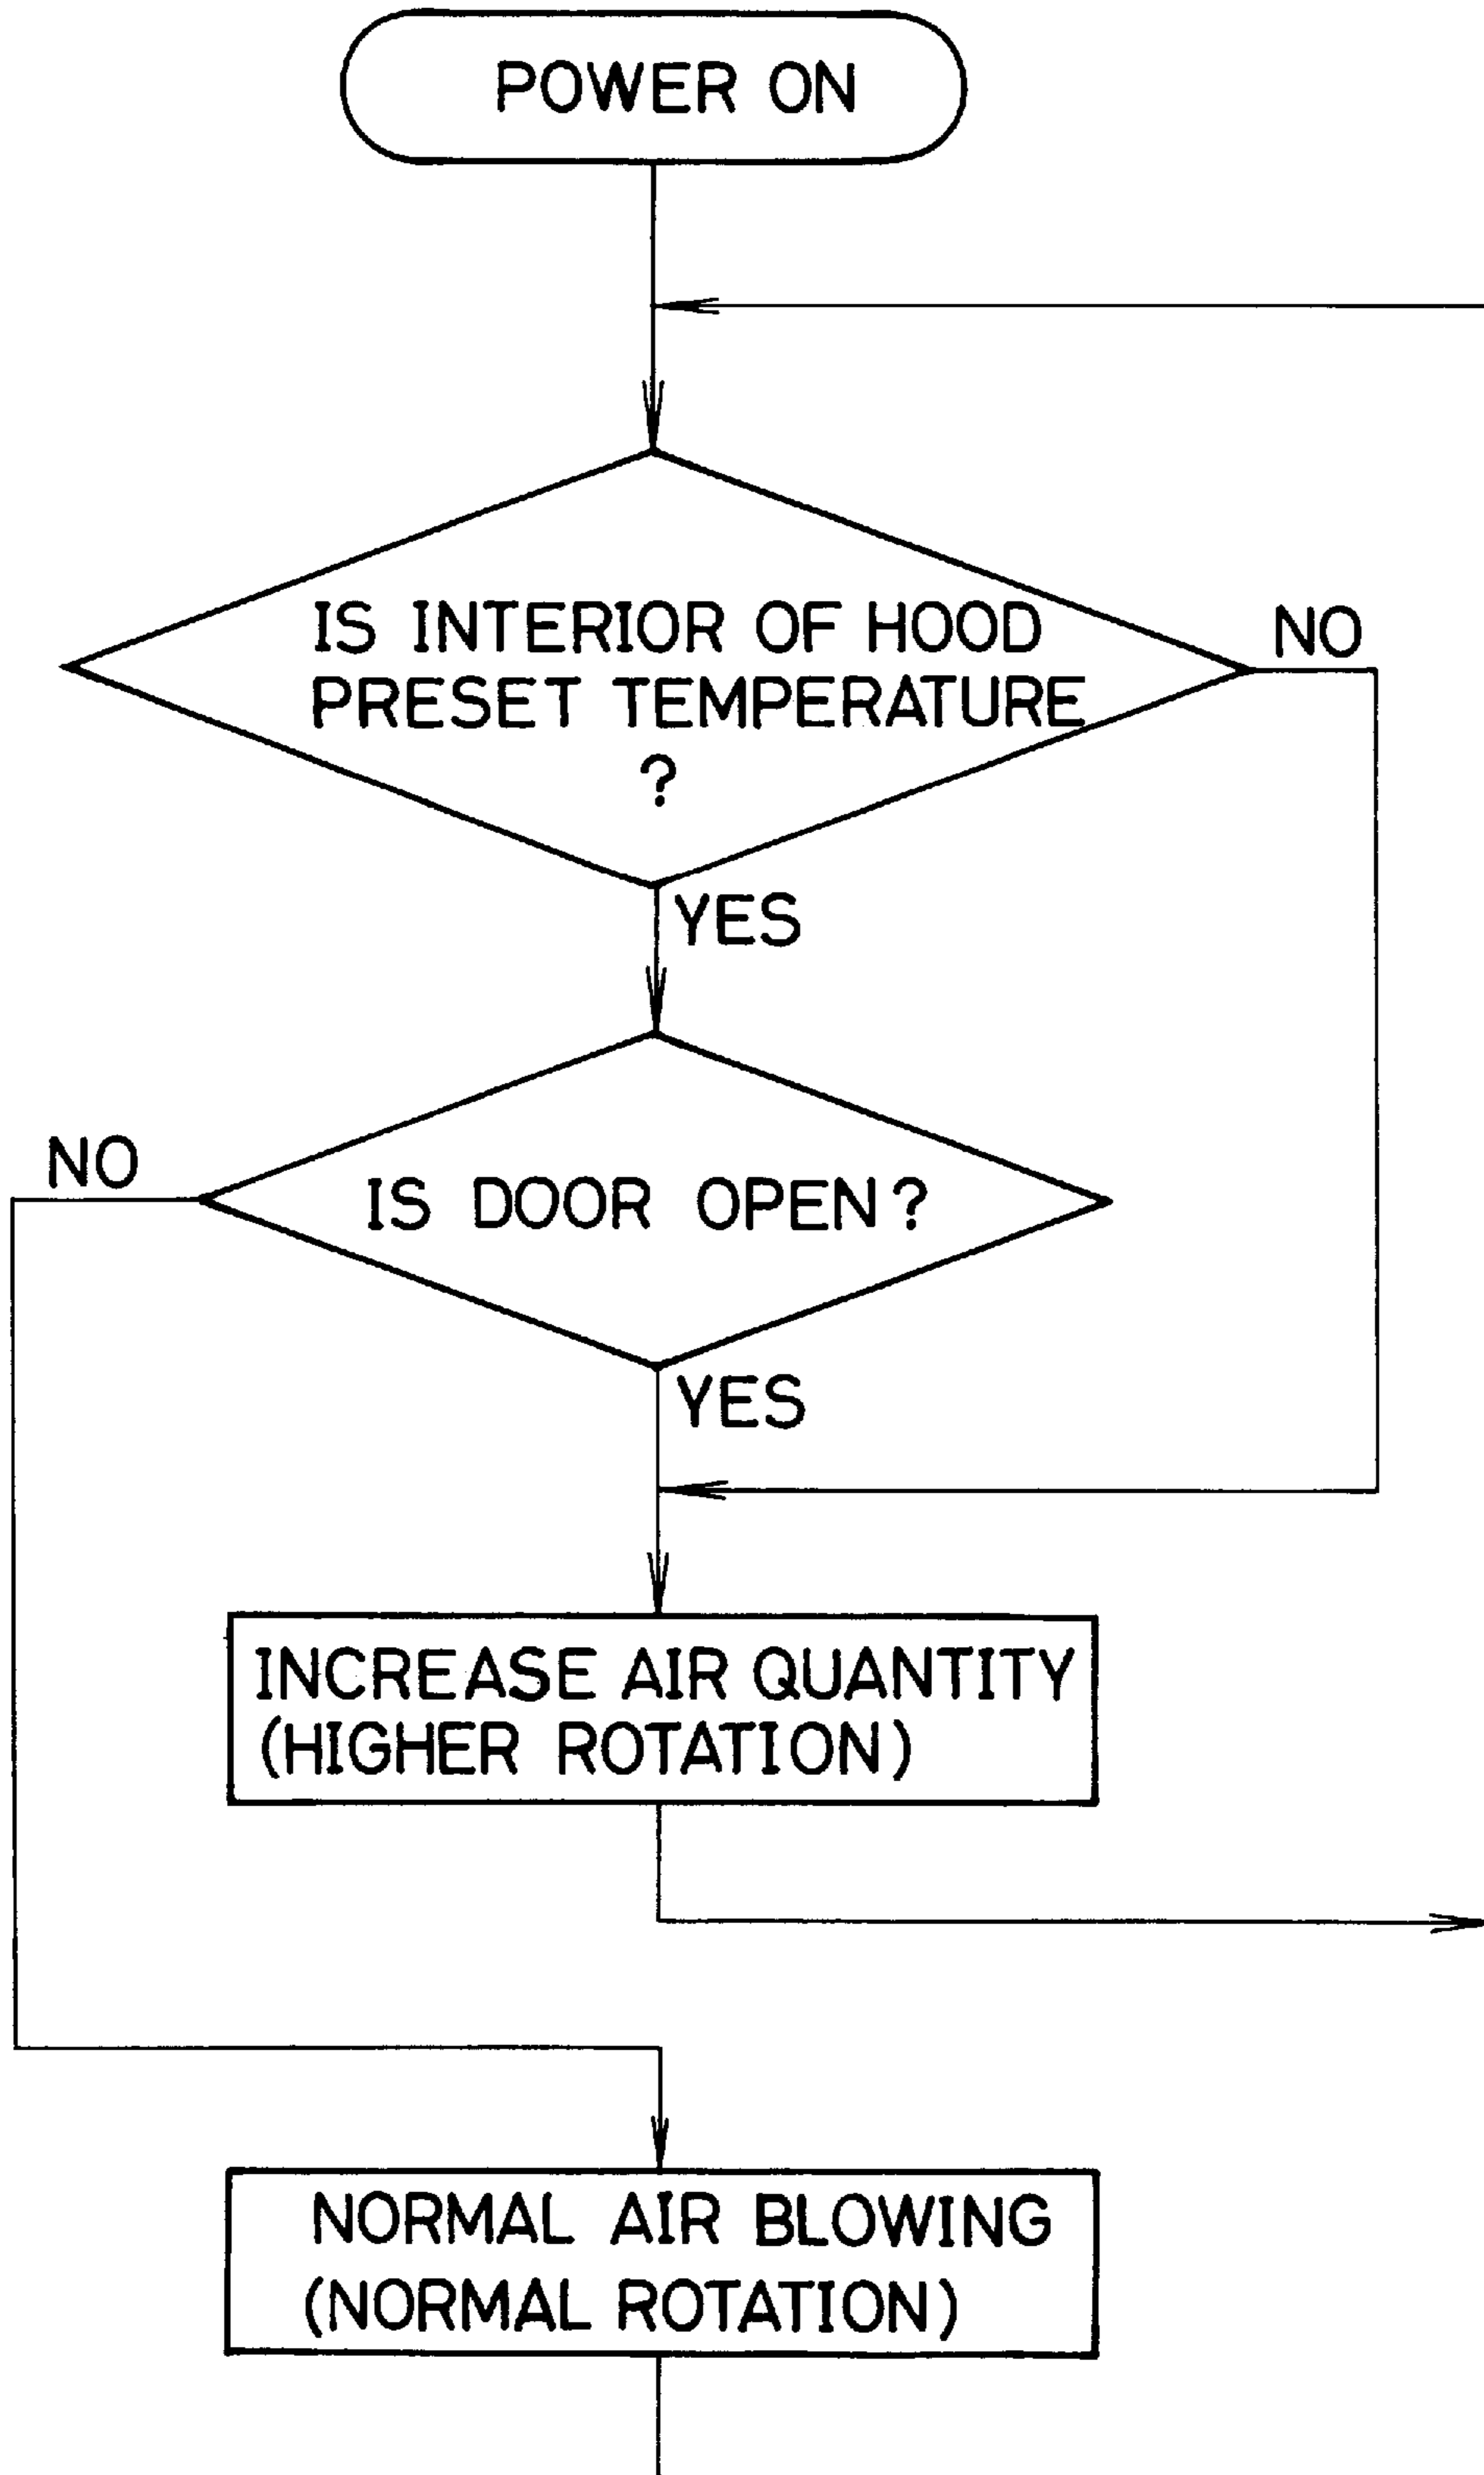 POWER ON
IS INTERIOR OF HOOD
NO
PRESET TEMPERATURE
?
YES
NO
IS DOOR OPEN?
YES
INCREASE AIR QUANTITY
(HIGHER ROTATION)
NORMAL AIR BLOWING
(NORMAL ROTATION)